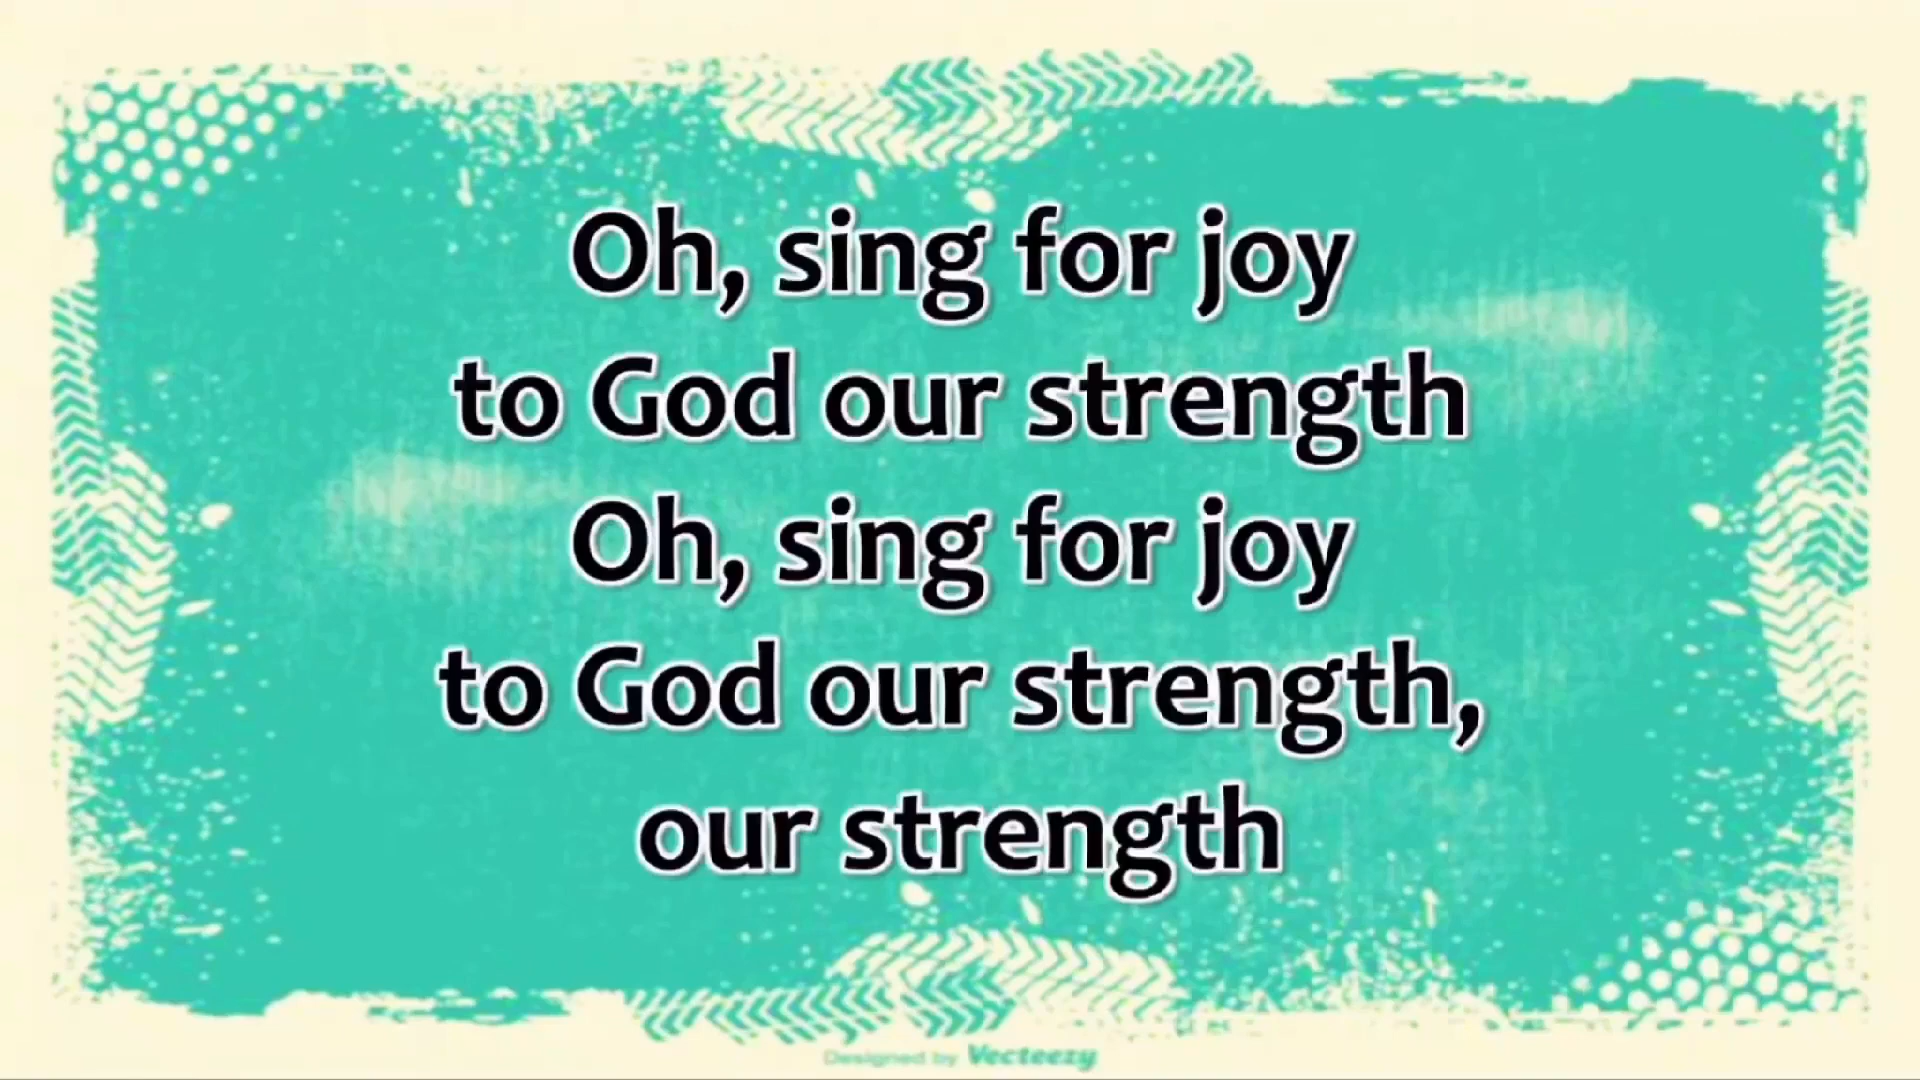 Oh, sing for joy
to God our strength
Oh, sing for joy
to God our strength,
our strength
Designed by Vecteezy